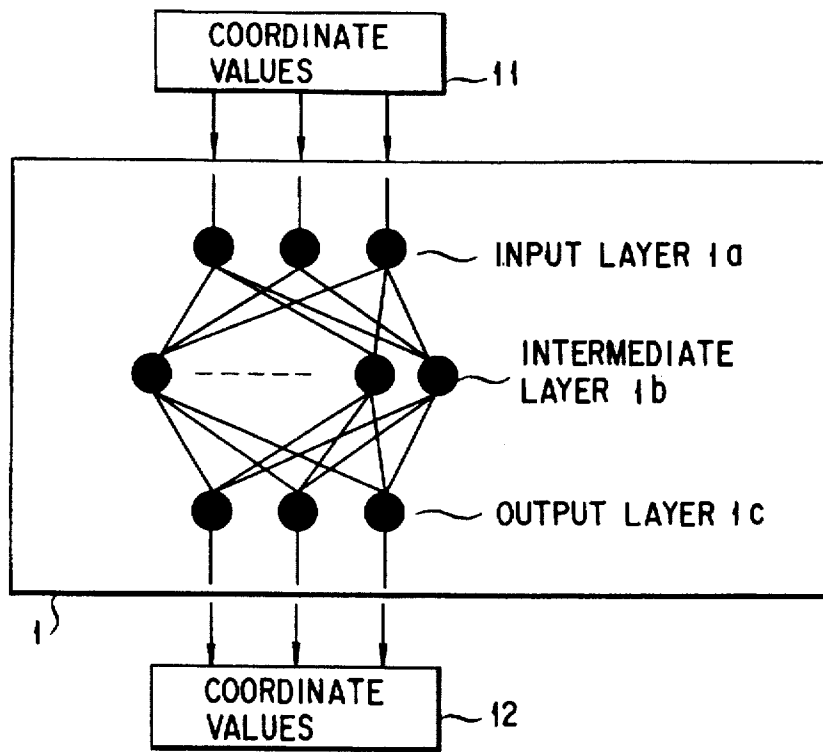 COORDINATE
VALUES
11
INPUT LAYER 1a
INTERMEDIATE
LAYER 1b
OUTPUT LAYER 1c
1
COORDINATE
VALUES
12